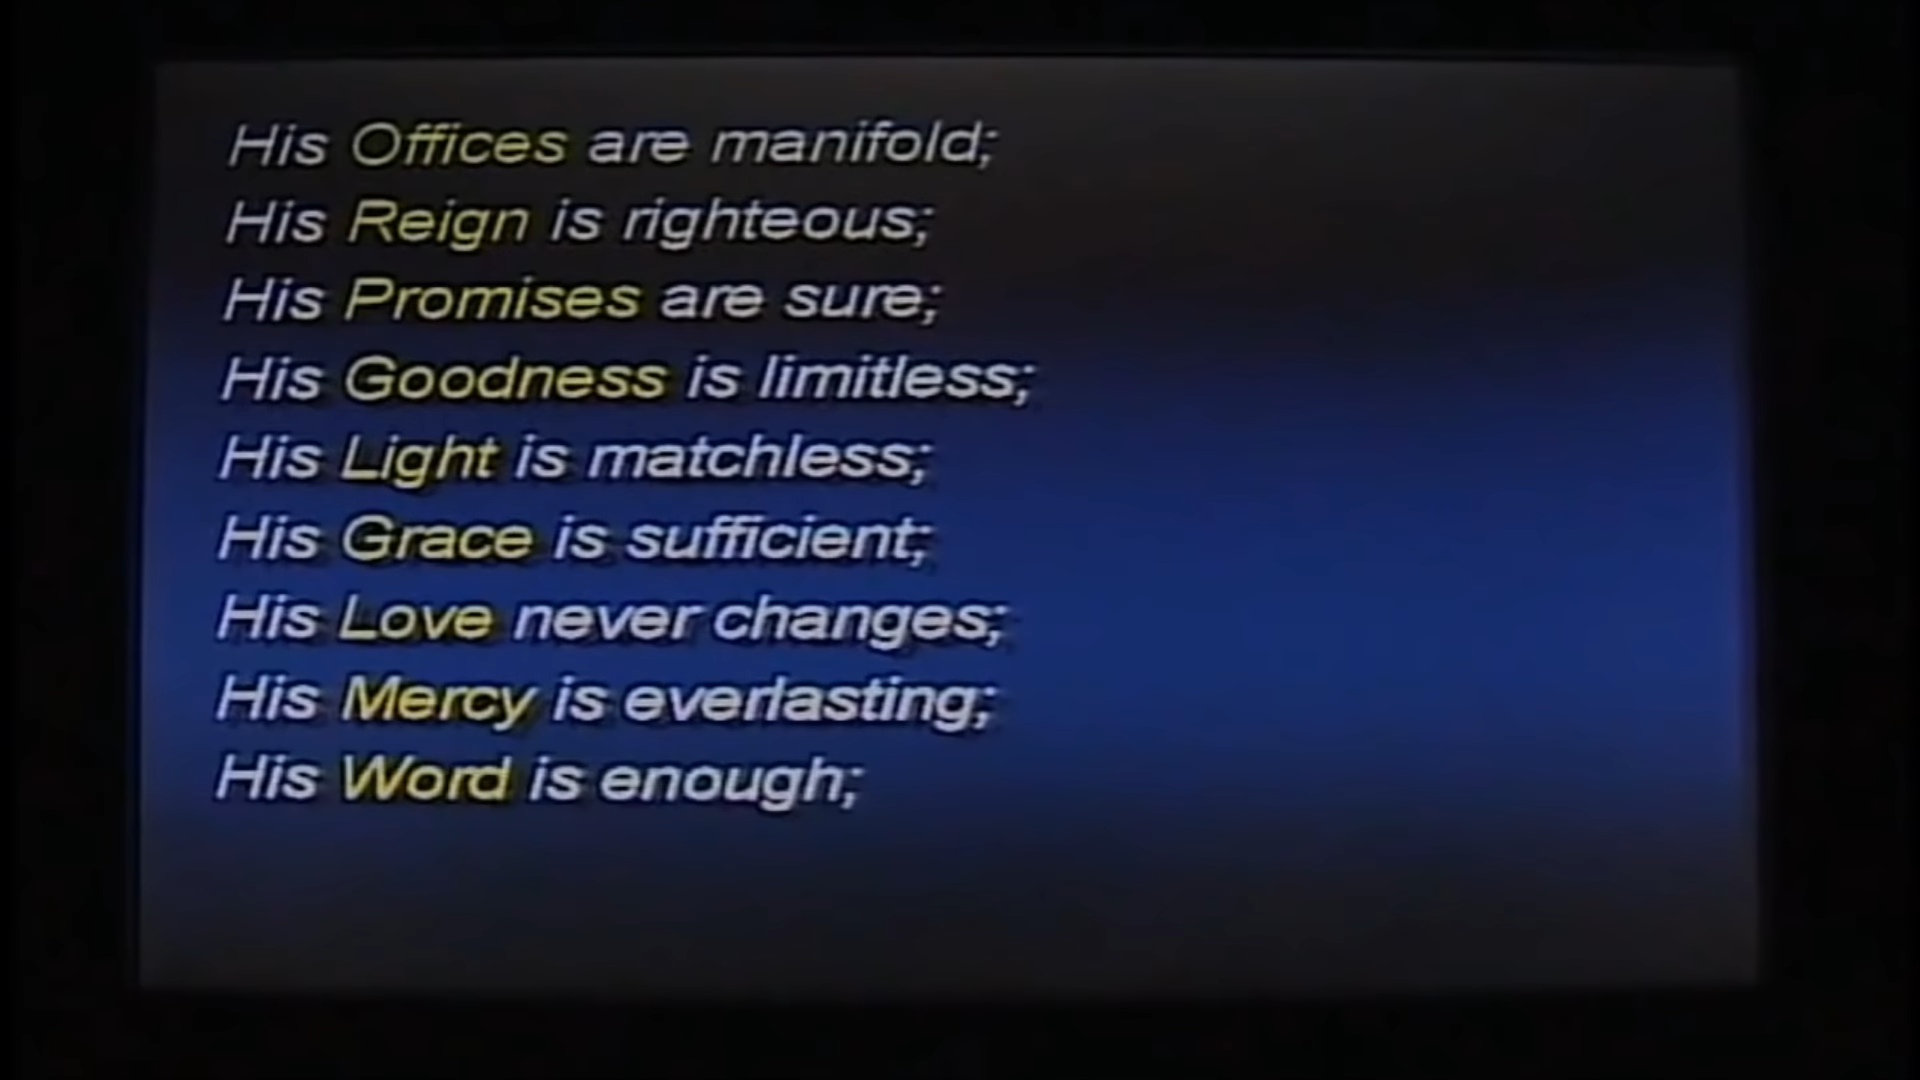 His Offices are manifold;
His Reign is righteous;
His Promises are sure;
His Goodness is limitless;
His Light is matchless;
His Grace is sufficient;
His Love never changes;
His Mercy is everlasting;
His Word is enough;